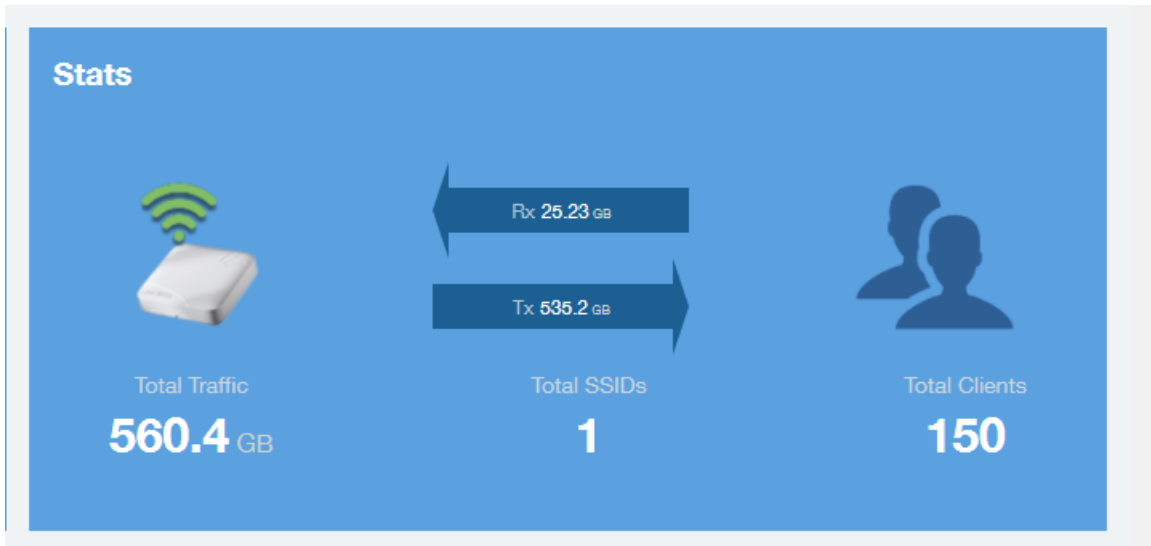 Stats
Rx 25.23 GB
Tx 535.2 GB
Total Traffic
560.4 GB
Total SSIDs
1
Total Clients
150